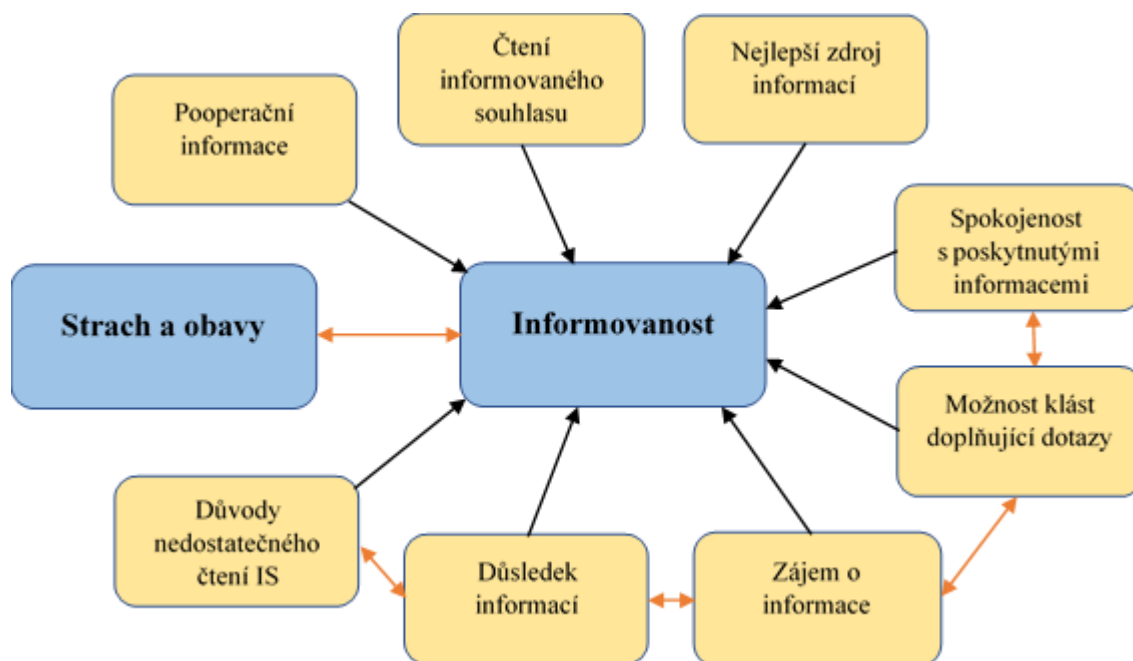 Čtení
informovaného
souhlasu
Nejlepší zdroj
informací
Pooperační
informace
Spokojenost
s poskytnutými
informacemi
Strach a obavy
Informovanost
Možnost klást
doplňující dotazy
Důvody
nedostatečného
čtení IS
Důsledek
informací
Zájem o
informace